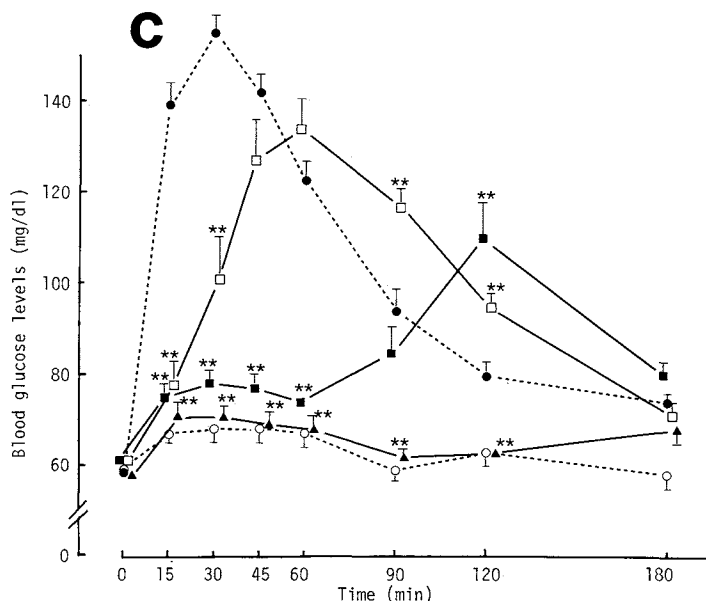 C
Blood glucose levels (mg/dl)
140
120
100
80
60
0
** ** ** ** ** ** ** **
** ** ** ** **
** ** ** ** ** **
0 15 30 45 60 90 120 180
Time (min)